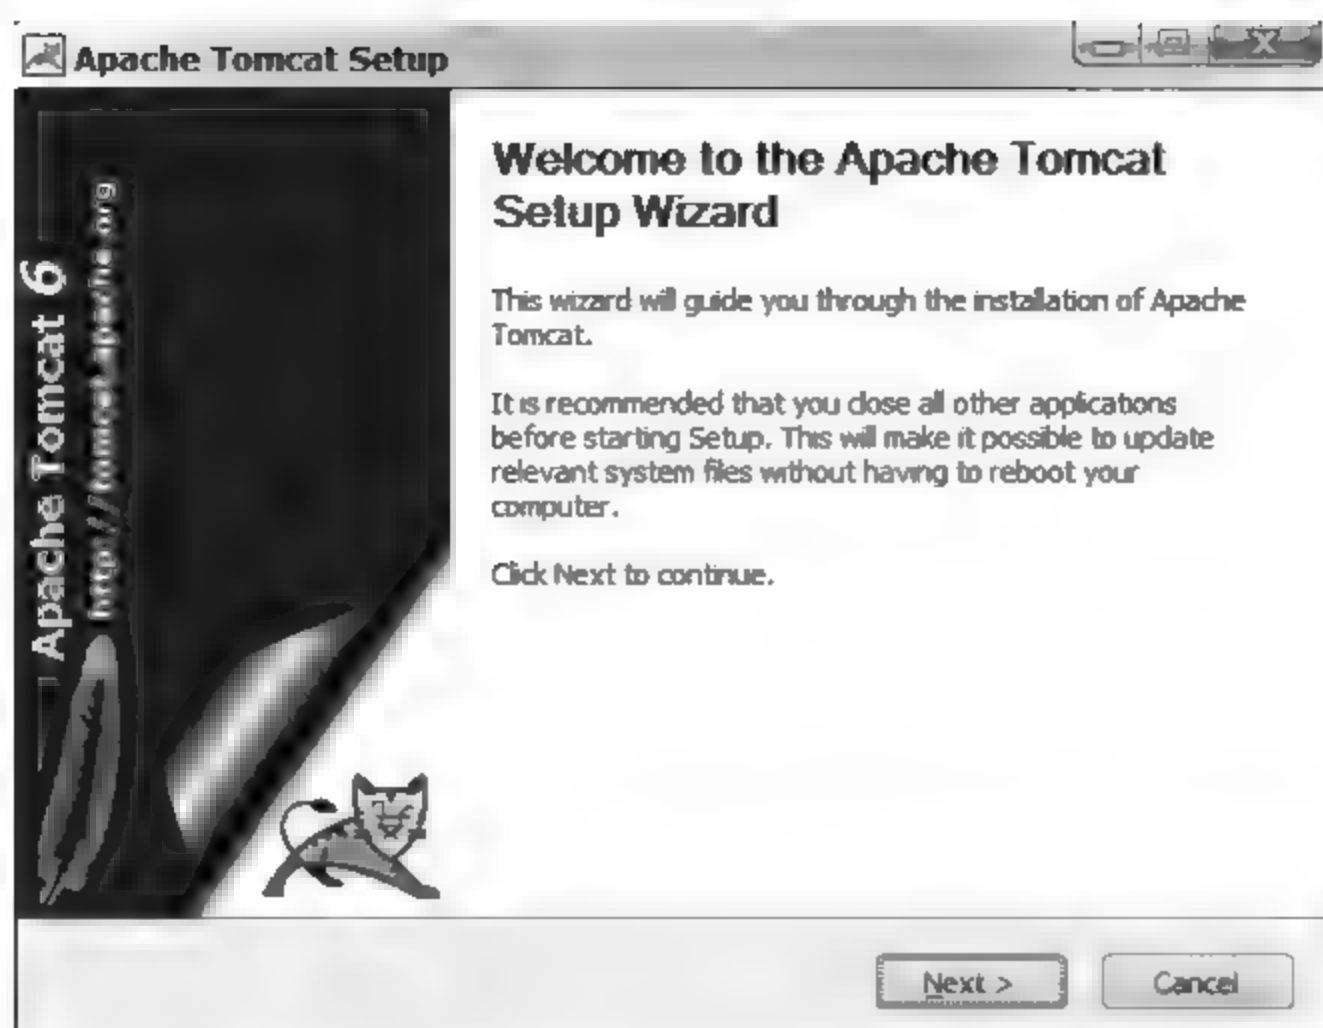 Apache Tomcat Setup
Apache Tomcat 6
http://tomcat.apache.org
Welcome to the Apache Tomcat
Setup Wizard
This wizard will guide you through the installation of Apache
Tomcat.
It is recommended that you close all other applications
before starting Setup. This will make it possible to update
relevant system files without having to reboot your
computer.
Click Next to continue.
Next >
Cancel